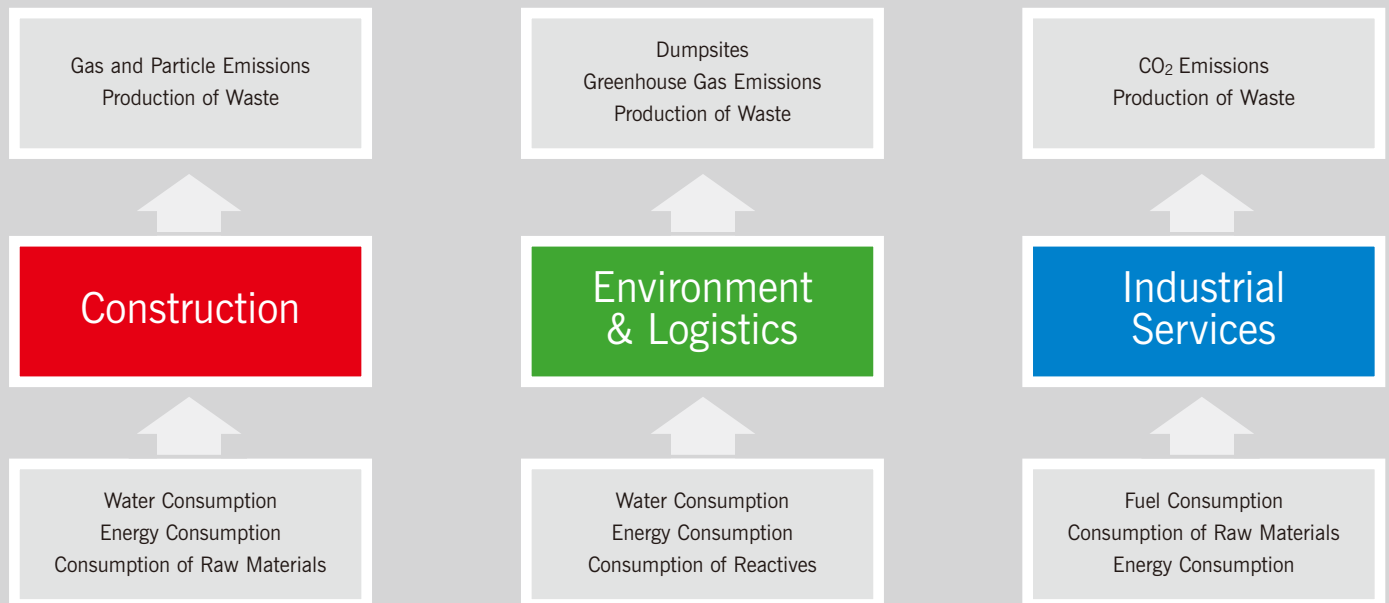 Gas and Particle Emissions
Production of Waste
Dumpsites
Greenhouse Gas Emissions
Production of Waste
CO₂ Emissions
Production of Waste
Construction
Environment
& Logistics
Industrial
Services
Water Consumption
Energy Consumption
Consumption of Raw Materials
Water Consumption
Energy Consumption
Consumption of Reactives
Fuel Consumption
Consumption of Raw Materials
Energy Consumption